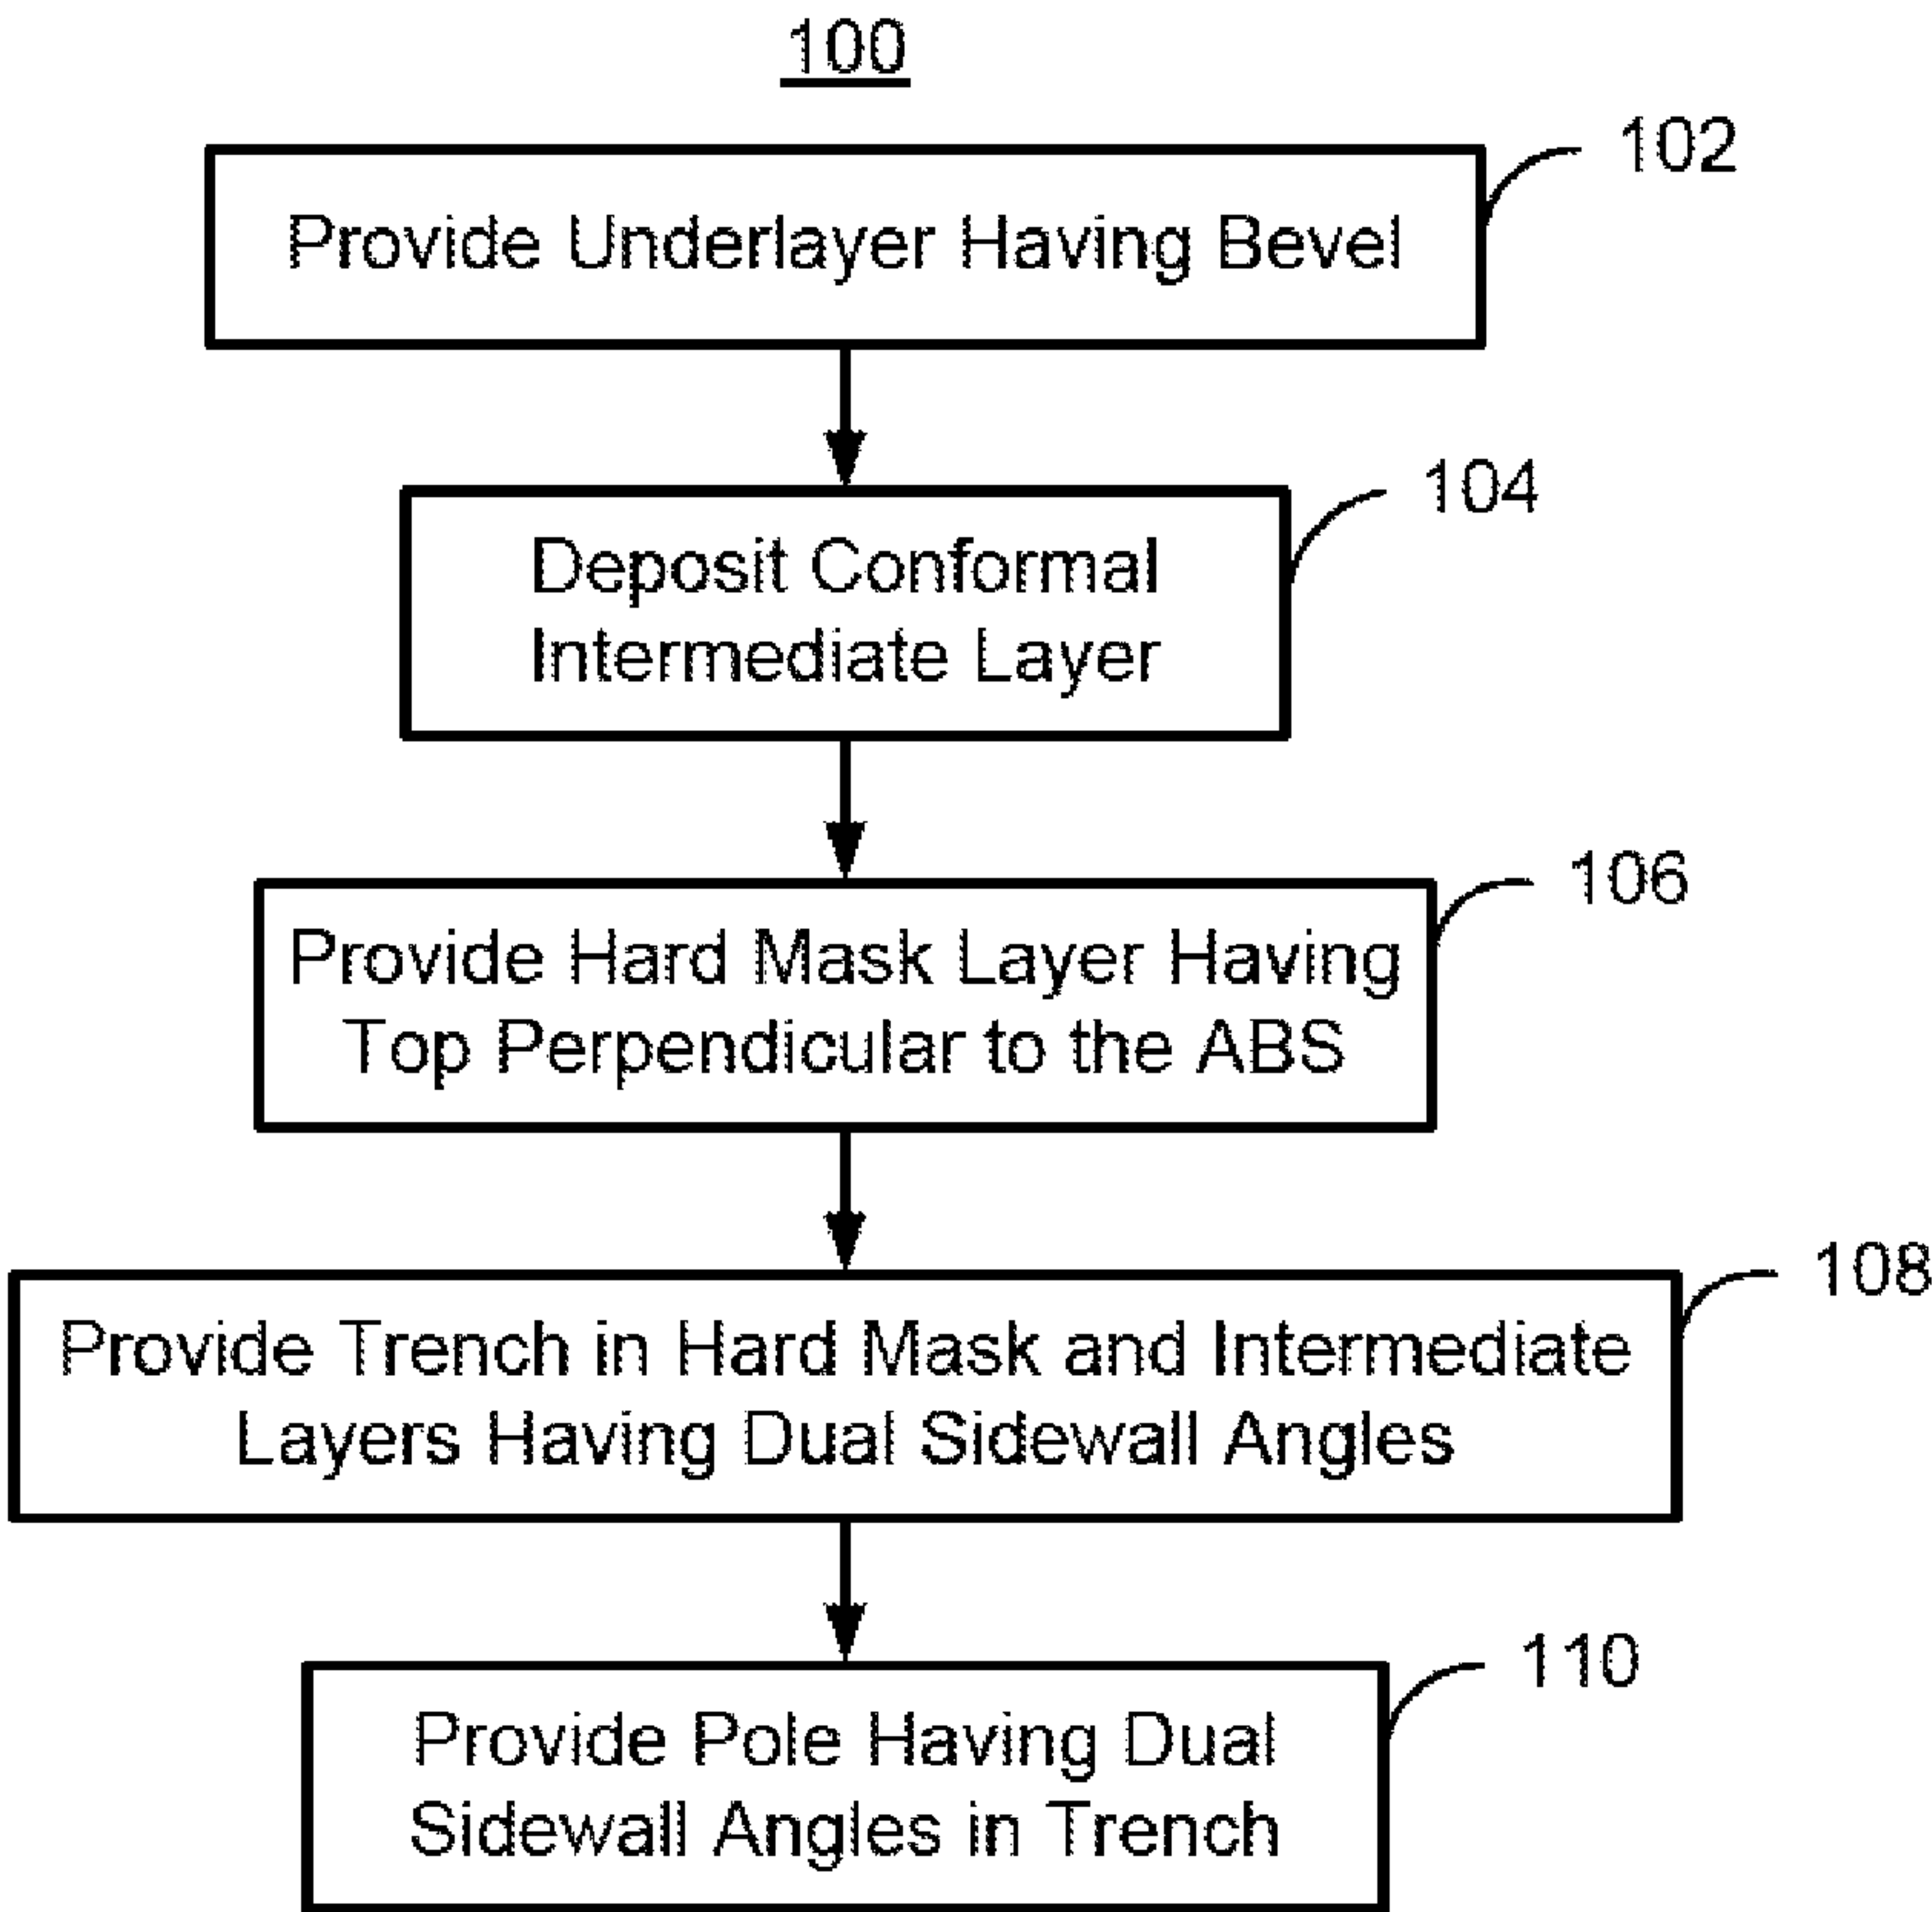 100
102
Provide Underlayer Having Bevel
104
Deposit Conformal
Intermediate Layer
106
Provide Hard Mask Layer Having
Top Perpendicular to the ABS
108
Provide Trench in Hard Mask and Intermediate
Layers Having Dual Sidewall Angles
110
Provide Pole Having Dual
Sidewall Angles in Trench